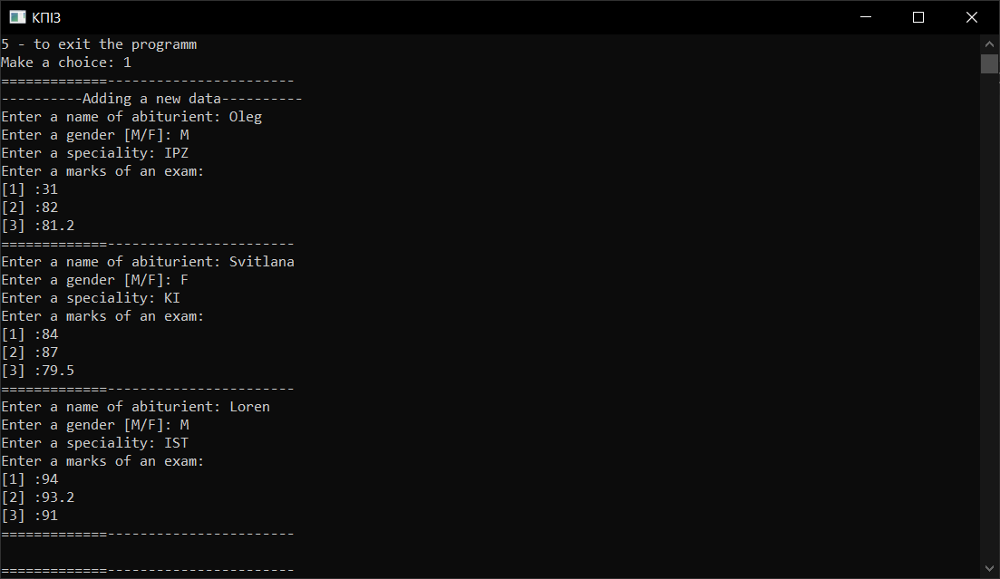 КПІЗ
5 - to exit the programm
Make a choice: 1
=============-----------------------
----------Adding a new data----------
Enter a name of abiturient: Oleg
Enter a gender [M/F]: M
Enter a speciality: IPZ
Enter a marks of an exam:
[1] :31
[2] :82
[3] :81.2
=============-----------------------
Enter a name of abiturient: Svitlana
Enter a gender [M/F]: F
Enter a speciality: KI
Enter a marks of an exam:
[1] :84
[2] :87
[3] :79.5
=============-----------------------
Enter a name of abiturient: Loren
Enter a gender [M/F]: M
Enter a speciality: IST
Enter a marks of an exam:
[1] :94
[2] :93.2
[3] :91
=============-----------------------
=============-----------------------